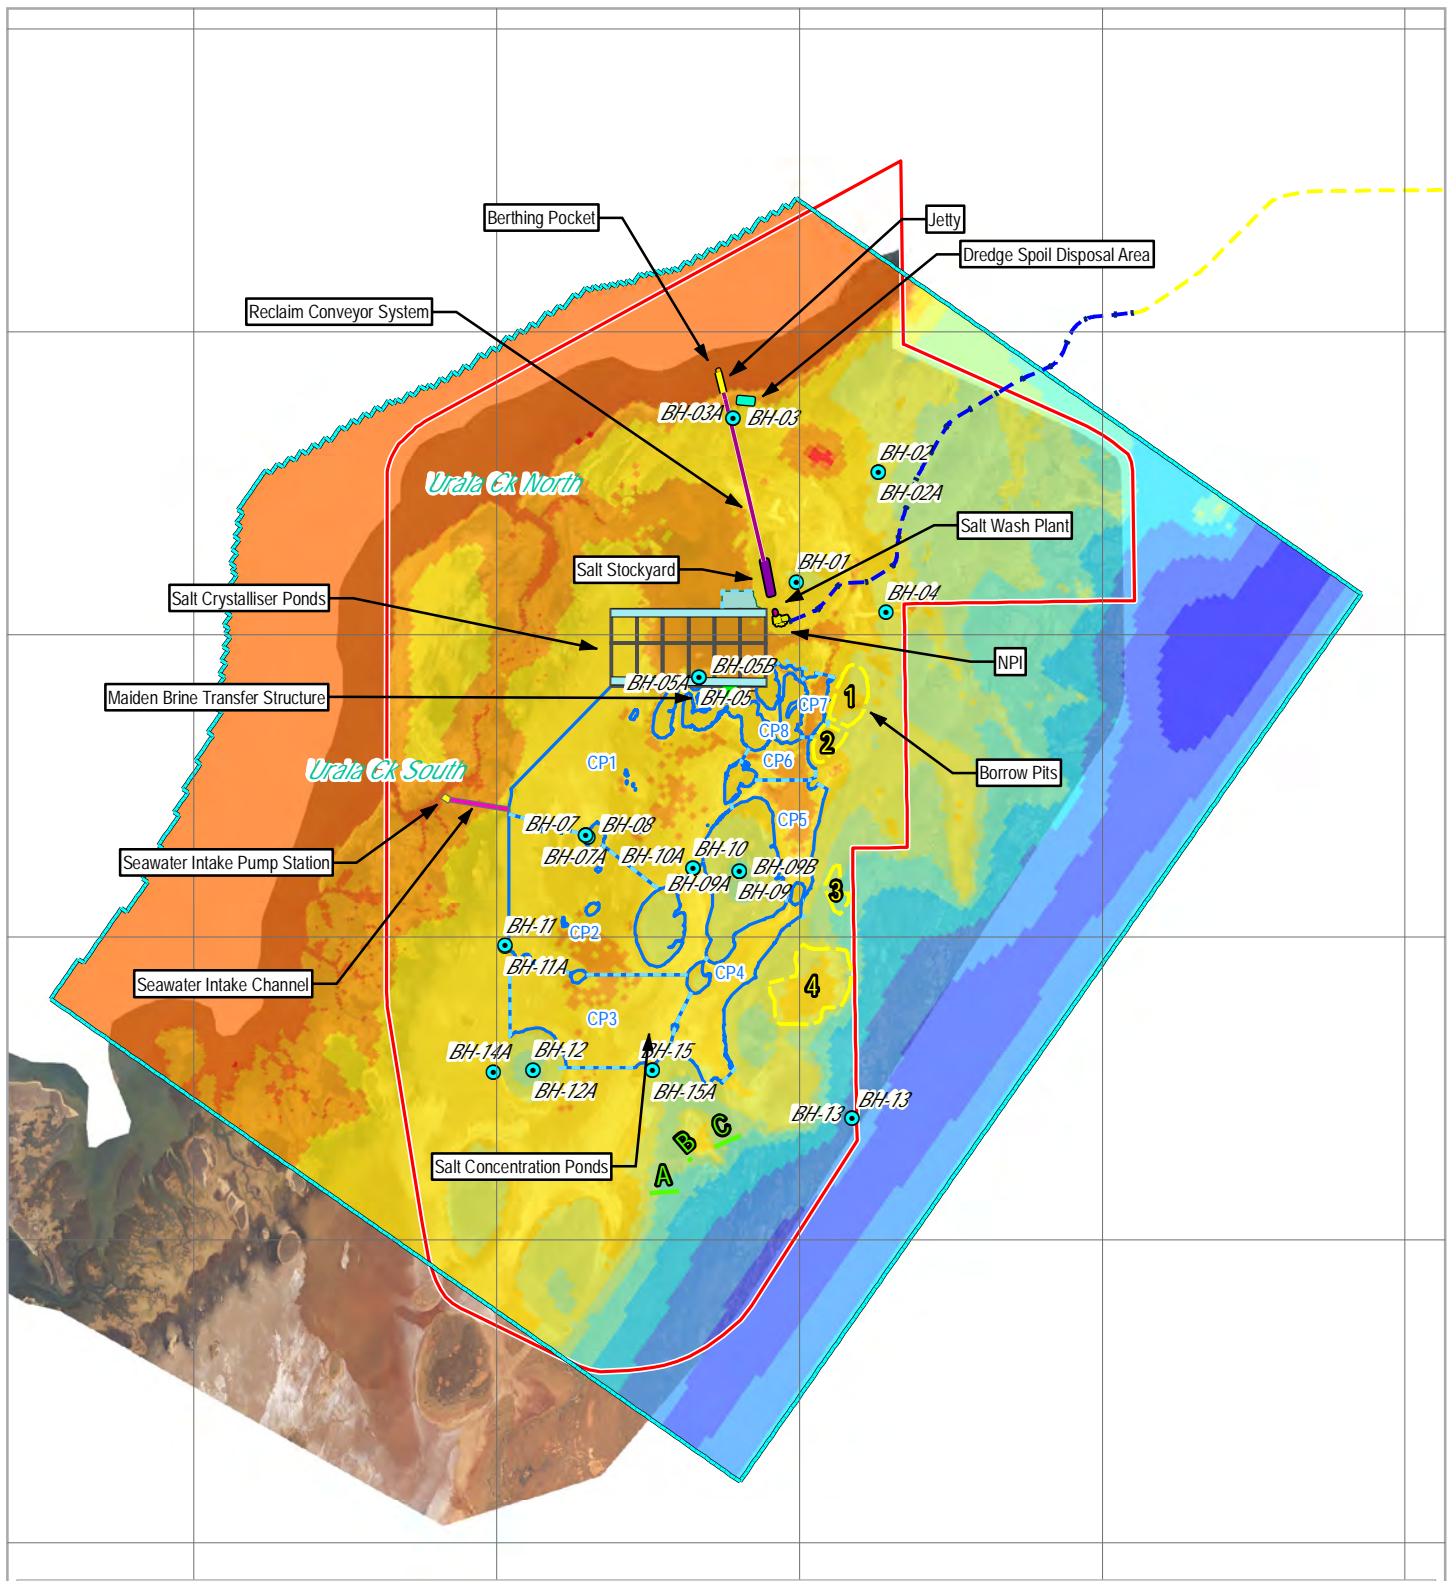 Berthing Pocket
Jetty
Dredge Spoil Disposal Area
Reclaim Conveyor System
BH-03A
BH-03
BH-02
Urala Ck North
BH-02A
Salt Wash Plant
Salt Stockyard
BH-01
Salt Crystalliser Ponds
BH-04
NPI
BH-05B
BH-05A
Maiden Brine Transfer Structure
BH-05
CP7
1
CP8
2
Urala Ck South
CP1
CP6
Borrow Pits
CP5
BH-07
BH-08
BH-10
Seawater Intake Pump Station
BH-07A
BH-10A
BH-09B
BH-09A
BH-09
3
BH-11
CP2
BH-11A
CP4
Seawater Intake Channel
4
CP3
BH-14A
BH-12
BH-15
BH-12A
BH-15A
BH-13
BH-13
C
B
Salt Concentration Ponds
A